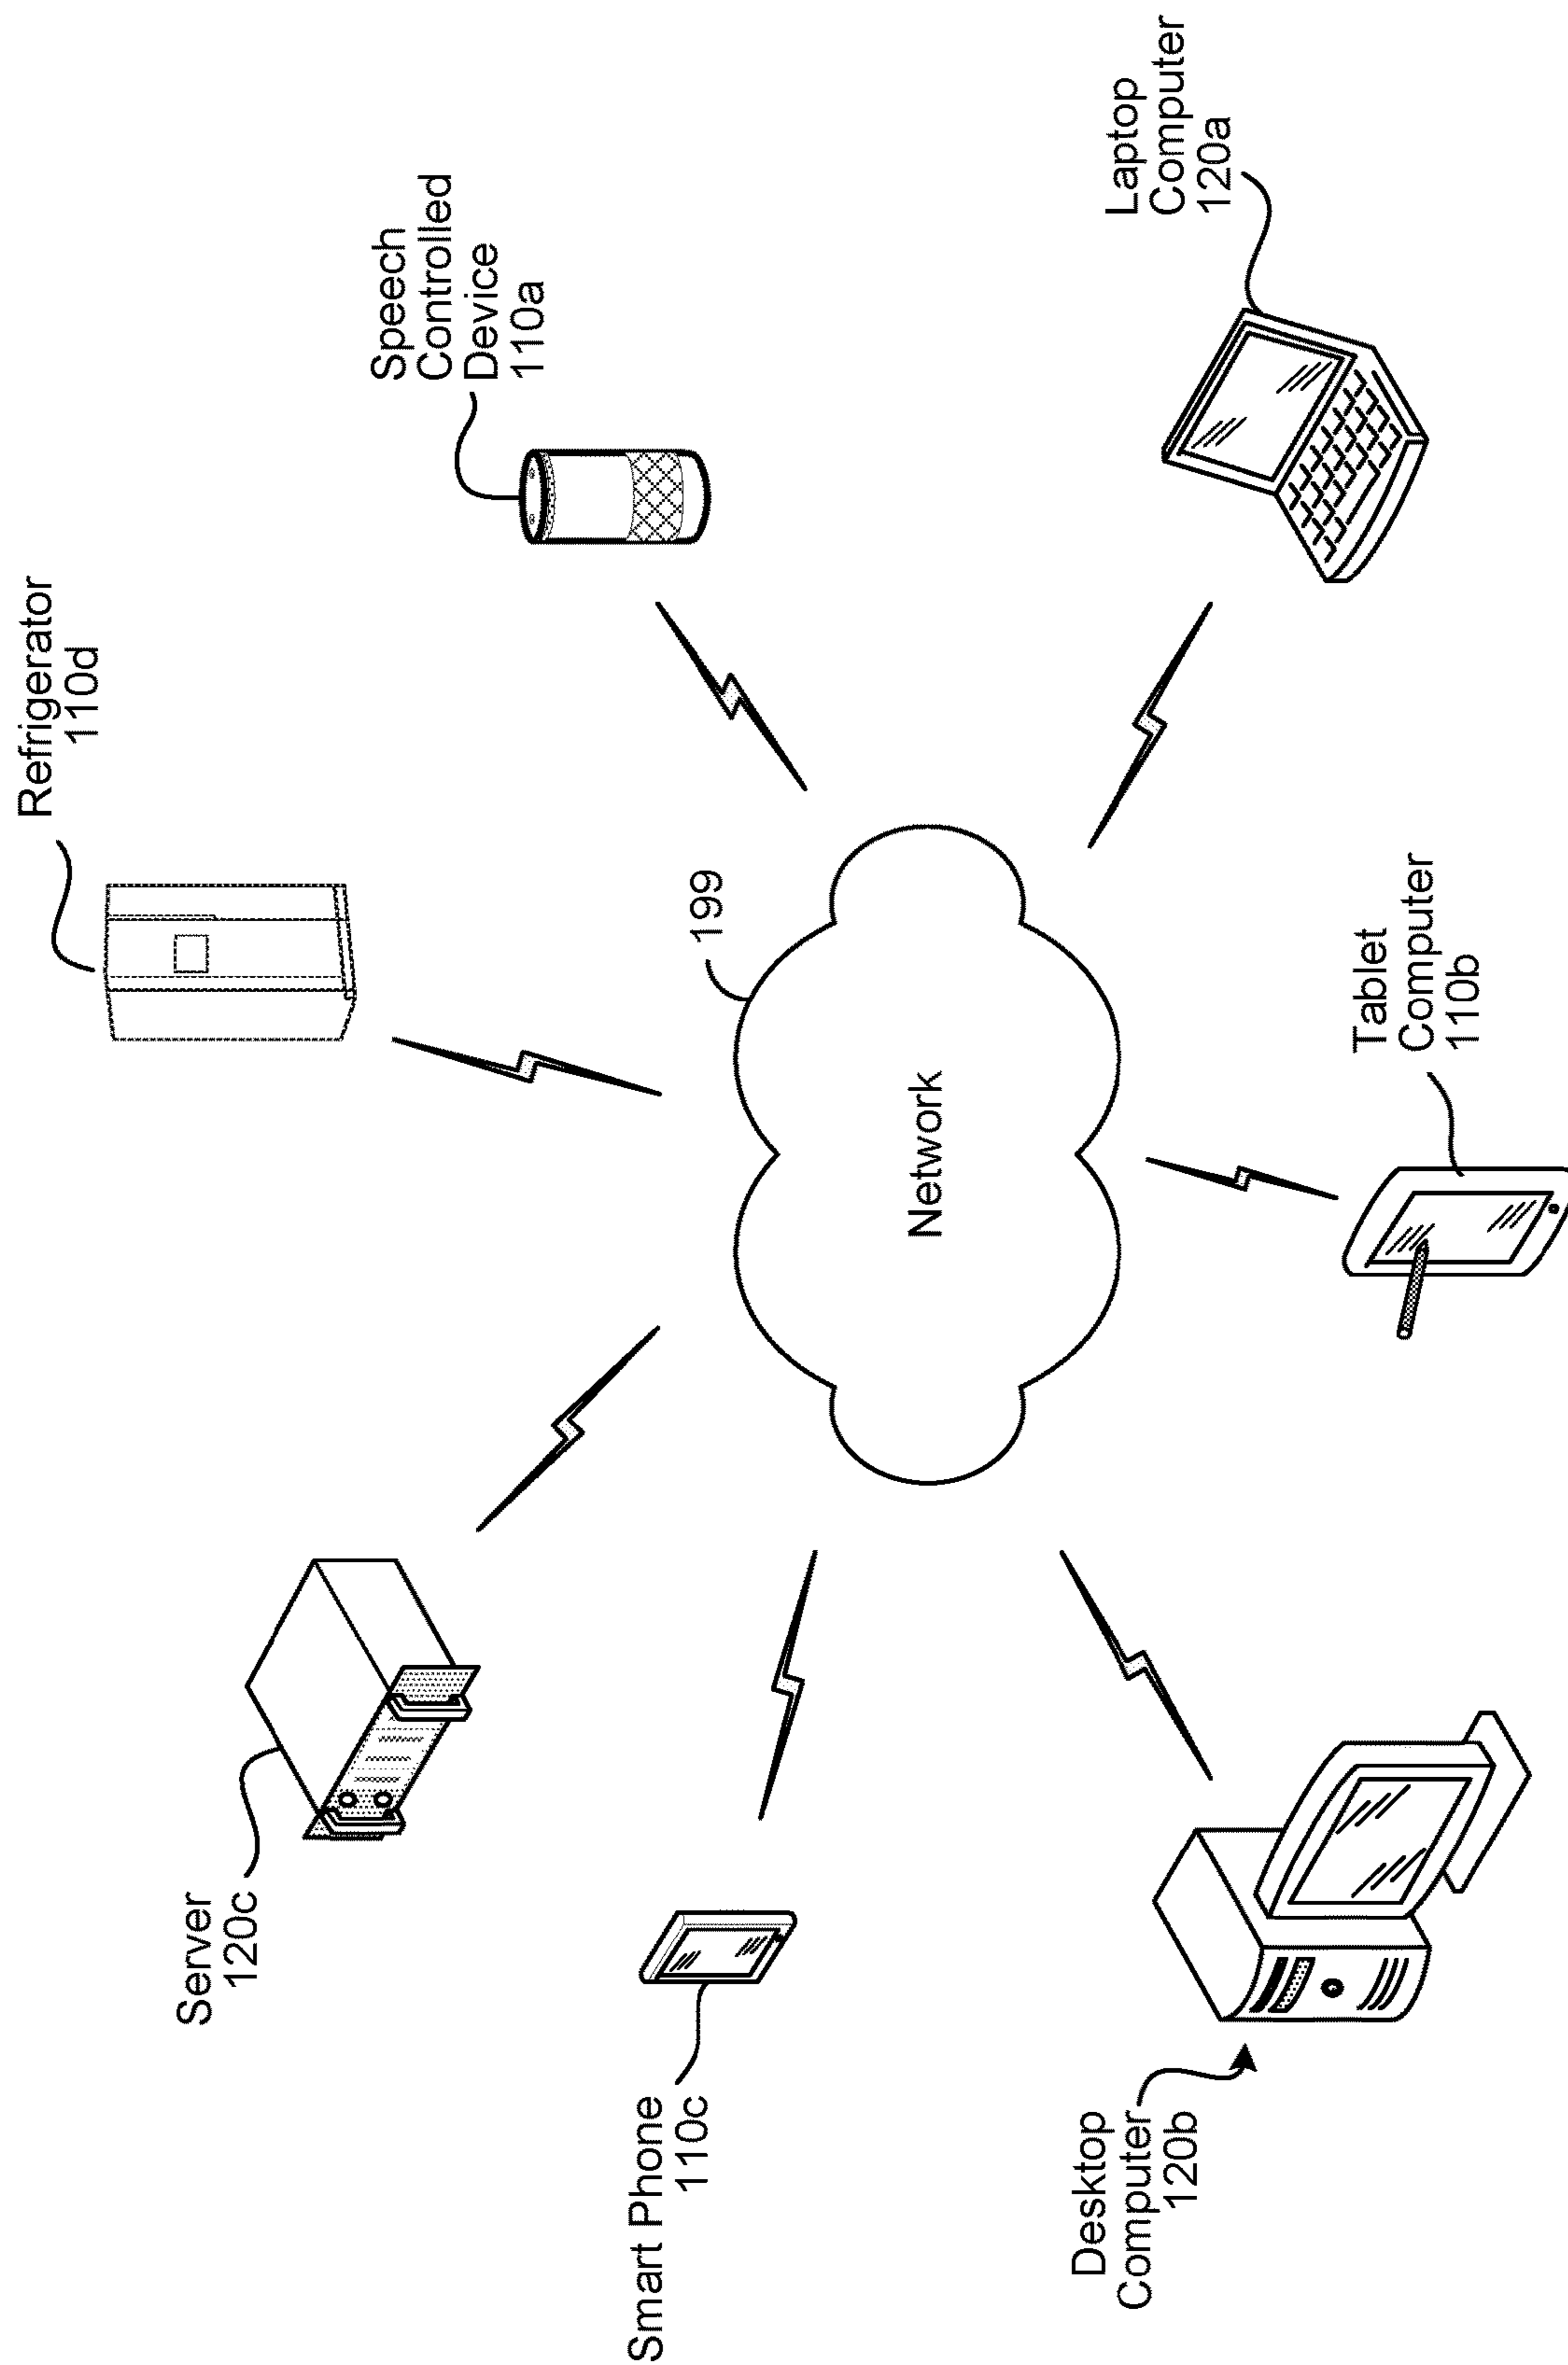 Server
120c
Refrigerator
110d
Speech
Controlled
Device
110a
Smart Phone
110c
199
Network
Desktop
Computer
120b
Tablet
Computer
110b
Laptop
Computer
120a